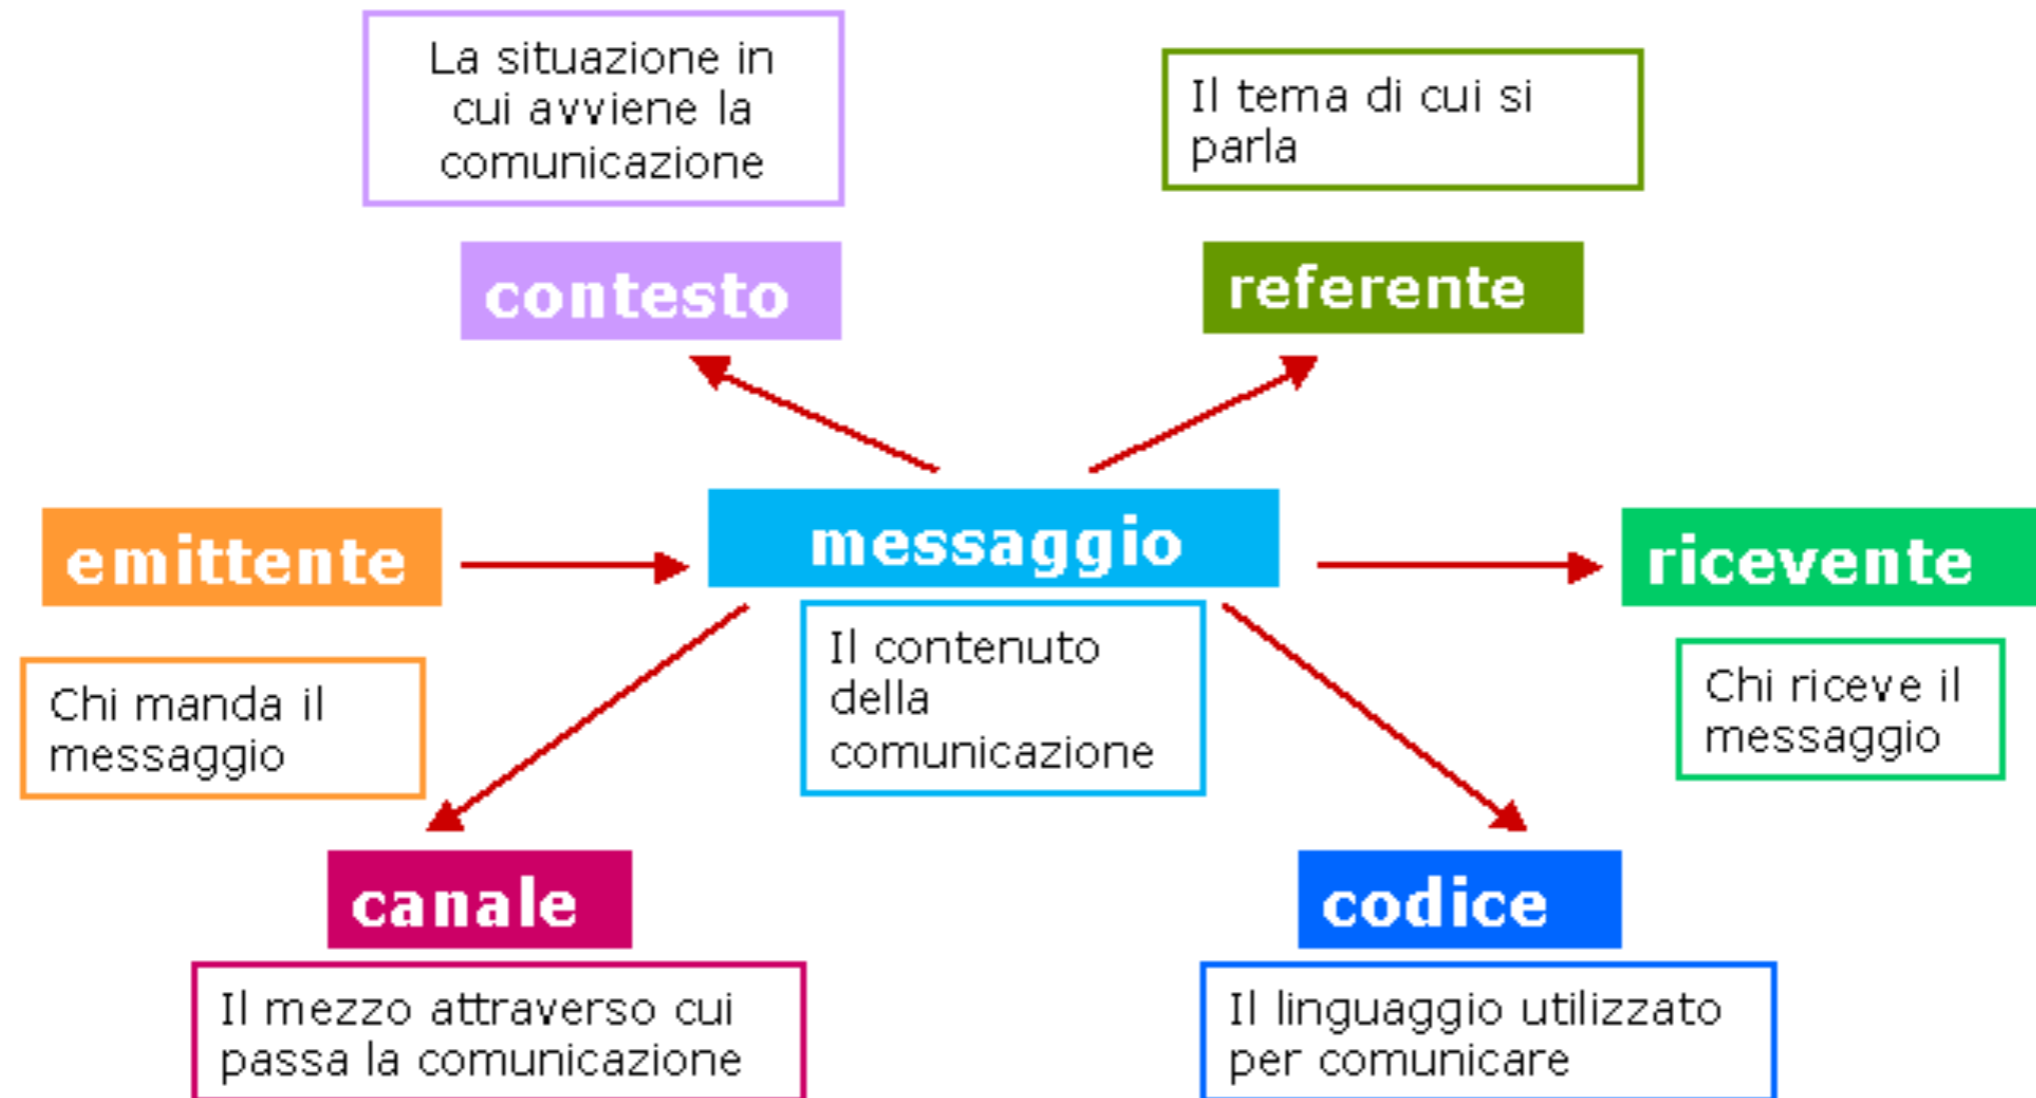 La situazione in
cui avviene la
comunicazione
Il tema di cui si
parla
contesto
referente
emittente
messaggio
ricevente
Chi manda il
messaggio
Il contenuto
della
comunicazione
Chi riceve il
messaggio
canale
codice
Il mezzo attraverso cui
passa la comunicazione
Il linguaggio utilizzato
per comunicare